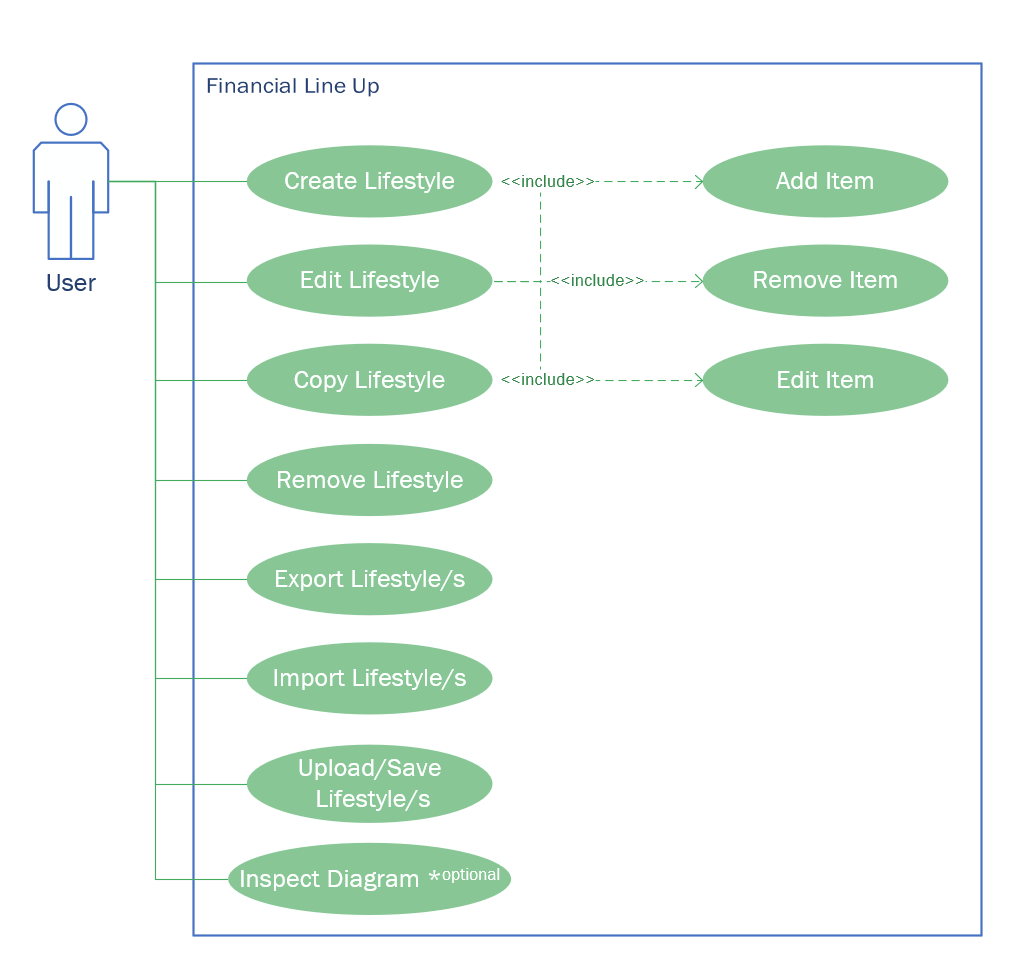 Financial Line Up
User
Create Lifestyle
<<include>>
Add Item
Edit Lifestyle
<<include>>
Remove Item
Copy Lifestyle
<<include>>
Edit Item
Remove Lifestyle
Export Lifestyle/s
Import Lifestyle/s
Upload/Save
Lifestyle/s
Inspect Diagram *optional